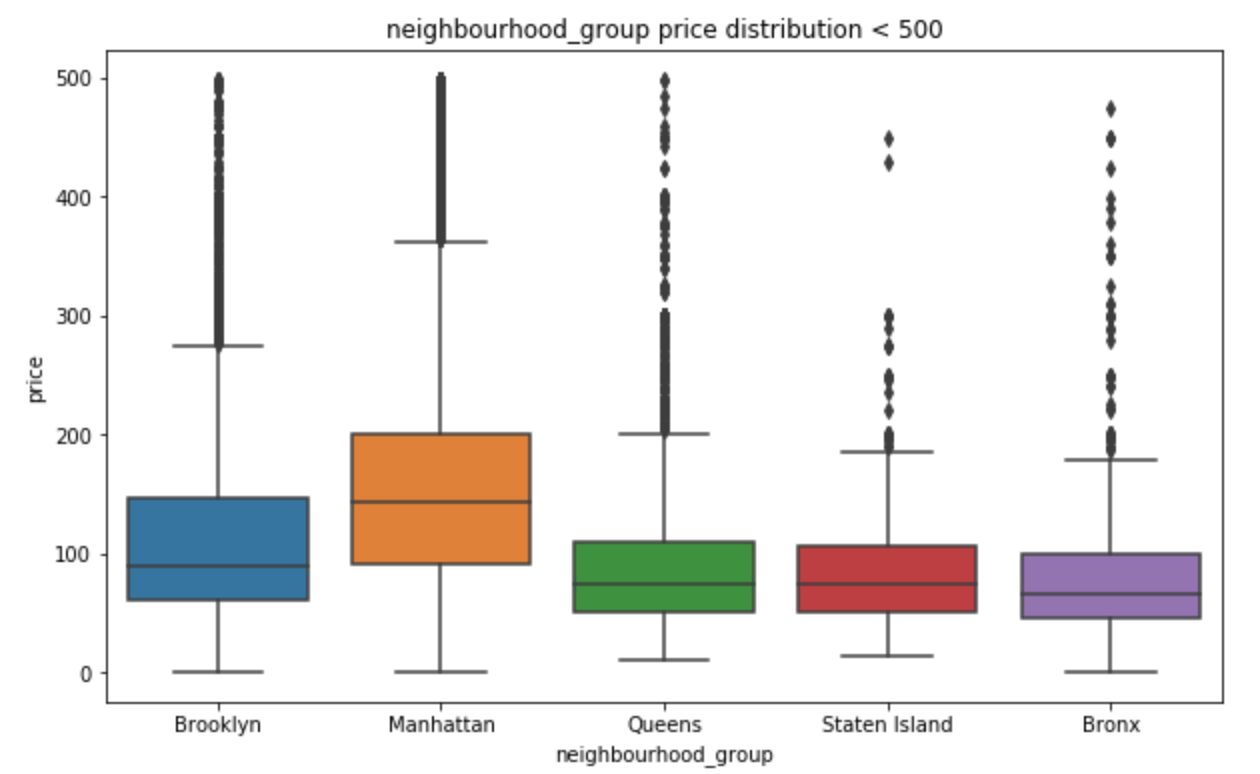 neighbourhood_group price distribution < 500
500
400
300
200
100
0
price
Brooklyn
Manhattan
Queens
Staten Island
Bronx
neighbourhood_group